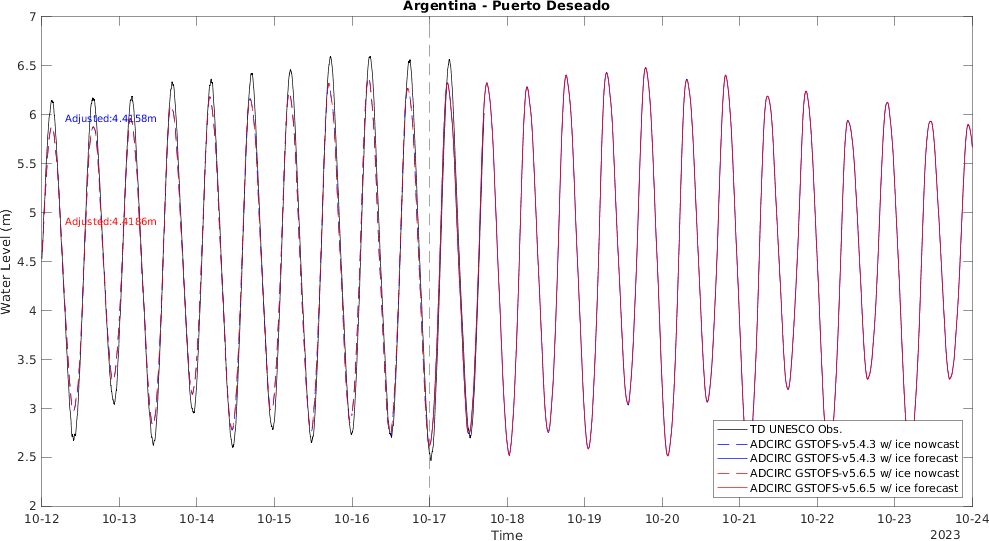 Argentina - Puerto Deseado
7
6.5
6
5.5
5
4.5
4
3.5
3
2.5
2
Water Level (m)
Adjusted:4.4158m
Adjusted:4.4186m
TD UNESCO Obs.
ADCIRC GSTOFS-v5.4.3 w/ ice nowcast
ADCIRC GSTOFS-v5.4.3 w/ ice forecast
ADCIRC GSTOFS-v5.6.5 w/ ice nowcast
ADCIRC GSTOFS-v5.6.5 w/ ice forecast
10-12 10-13 10-14 10-15 10-16 10-17 10-18 10-19 10-20 10-21 10-22 10-23 10-24
Time
2023